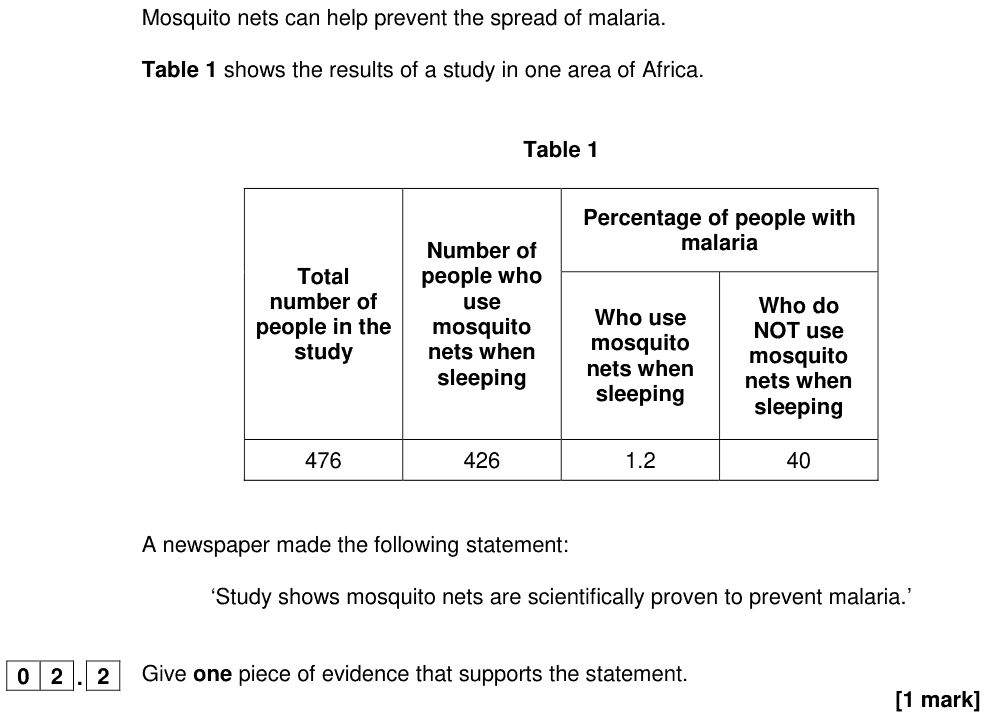 Mosquito nets can help prevent the spread of malaria.
Table 1 shows the results of a study in one area of Africa.
Table 1
Total
number of
people in the
study
Number of
people who
use
mosquito
nets when
sleeping
Percentage of people with
malaria
Who use
mosquito
nets when
sleeping
Who do
NOT use
mosquito
nets when
sleeping
476
426
1.2
40
A newspaper made the following statement:
‘Study shows mosquito nets are scientifically proven to prevent malaria.’
0 2 . 2 Give one piece of evidence that supports the statement.
[1 mark]